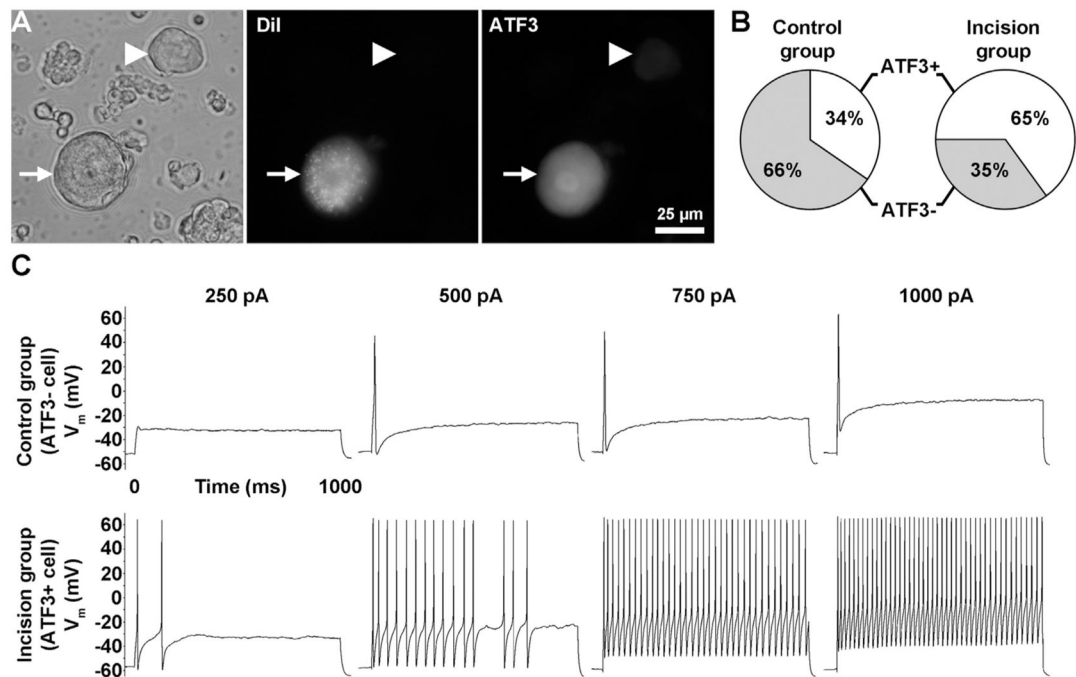 A
DiI
ATF3
25 µm
B
Control group
Incision group
ATF3+
34%
66%
65%
35%
ATF3-
C
250 pA
500 pA
750 pA
1000 pA
Control group
(ATF3- cell)
Vm (mV)
60
40
20
0
-20
-40
-60
0
Time (ms)
1000
Incision group
(ATF3+ cell)
Vm (mV)
60
40
20
0
-20
-40
-60